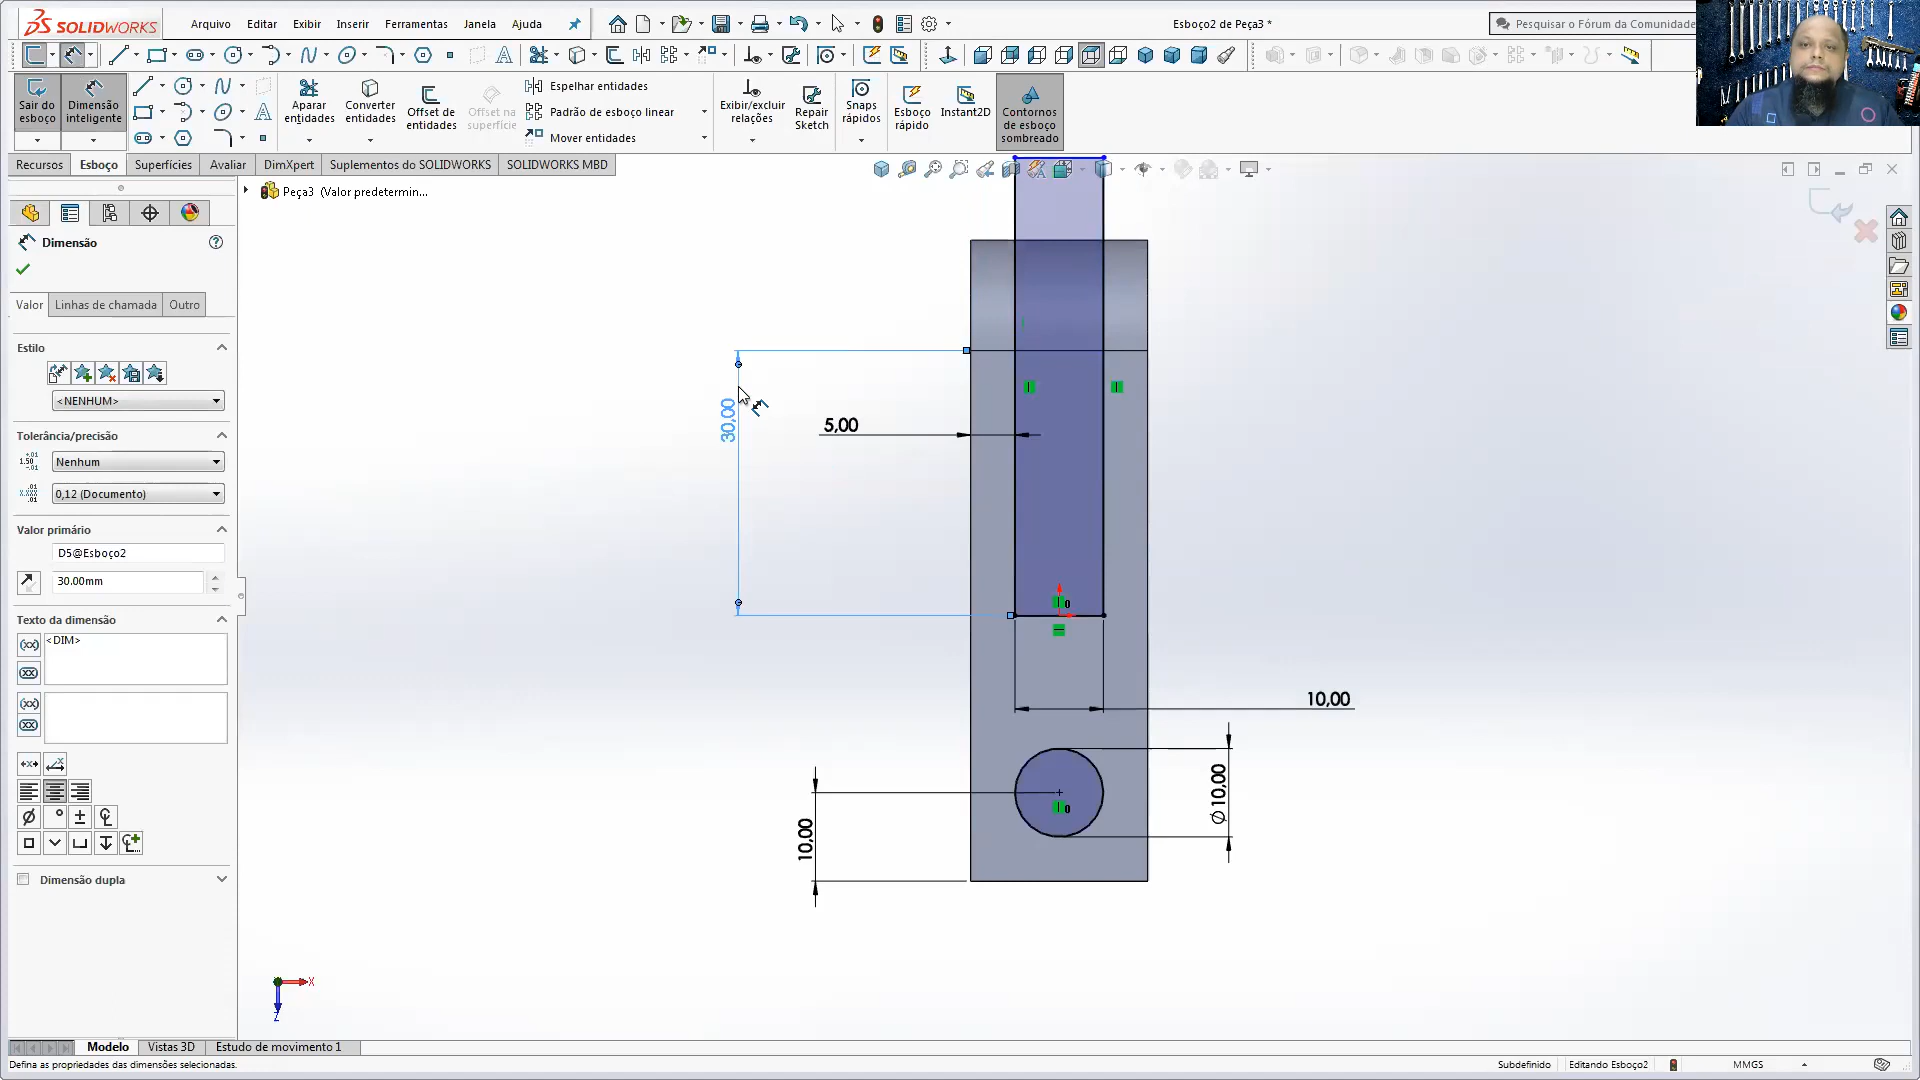 SOLIDWORKS
Arquivo Editar Exibir Inserir Ferramentas Janela Ajuda
Esboço2 de Peça3 *
Pesquisar o Fórum da Comunidade
Sair do esboço
Dimensão inteligente
Aparar entidades
Converter entidades
Offset de entidades
Offset na superfície
Espelhar entidades
Padrão de esboço linear
Mover entidades
Exibir/excluir relações
Repair Sketch
Snaps rápidos
Esboço rápido
Instant2D
Contornos de esboço sombreado
Recursos Esboço Superfícies Avaliar DimXpert Suplementos do SOLIDWORKS SOLIDWORKS MBD
Peça3 (Valor predetermin...
Dimensão
Valor Linhas de chamada Outro
Estilo
<NENHUM>
Tolerância/precisão
Nenhum
0,12 (Documento)
Valor primário
D5@Esboço2
30.00mm
Texto da dimensão
<DIM>
Dimensão dupla
30,00
5,00
10,00
Ø10,00
10,00
X
Z
Modelo Vistas 3D Estudo de movimento 1
Defina as propriedades das dimensões selecionadas.
Subdefinido Editando Esboço2 MMGS